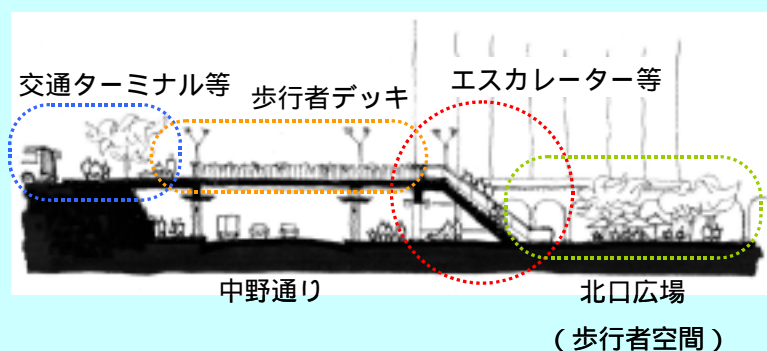 交通ターミナル等
歩行者デッキ
エスカレーター等
中野通り
北口広場
(歩行者空間)